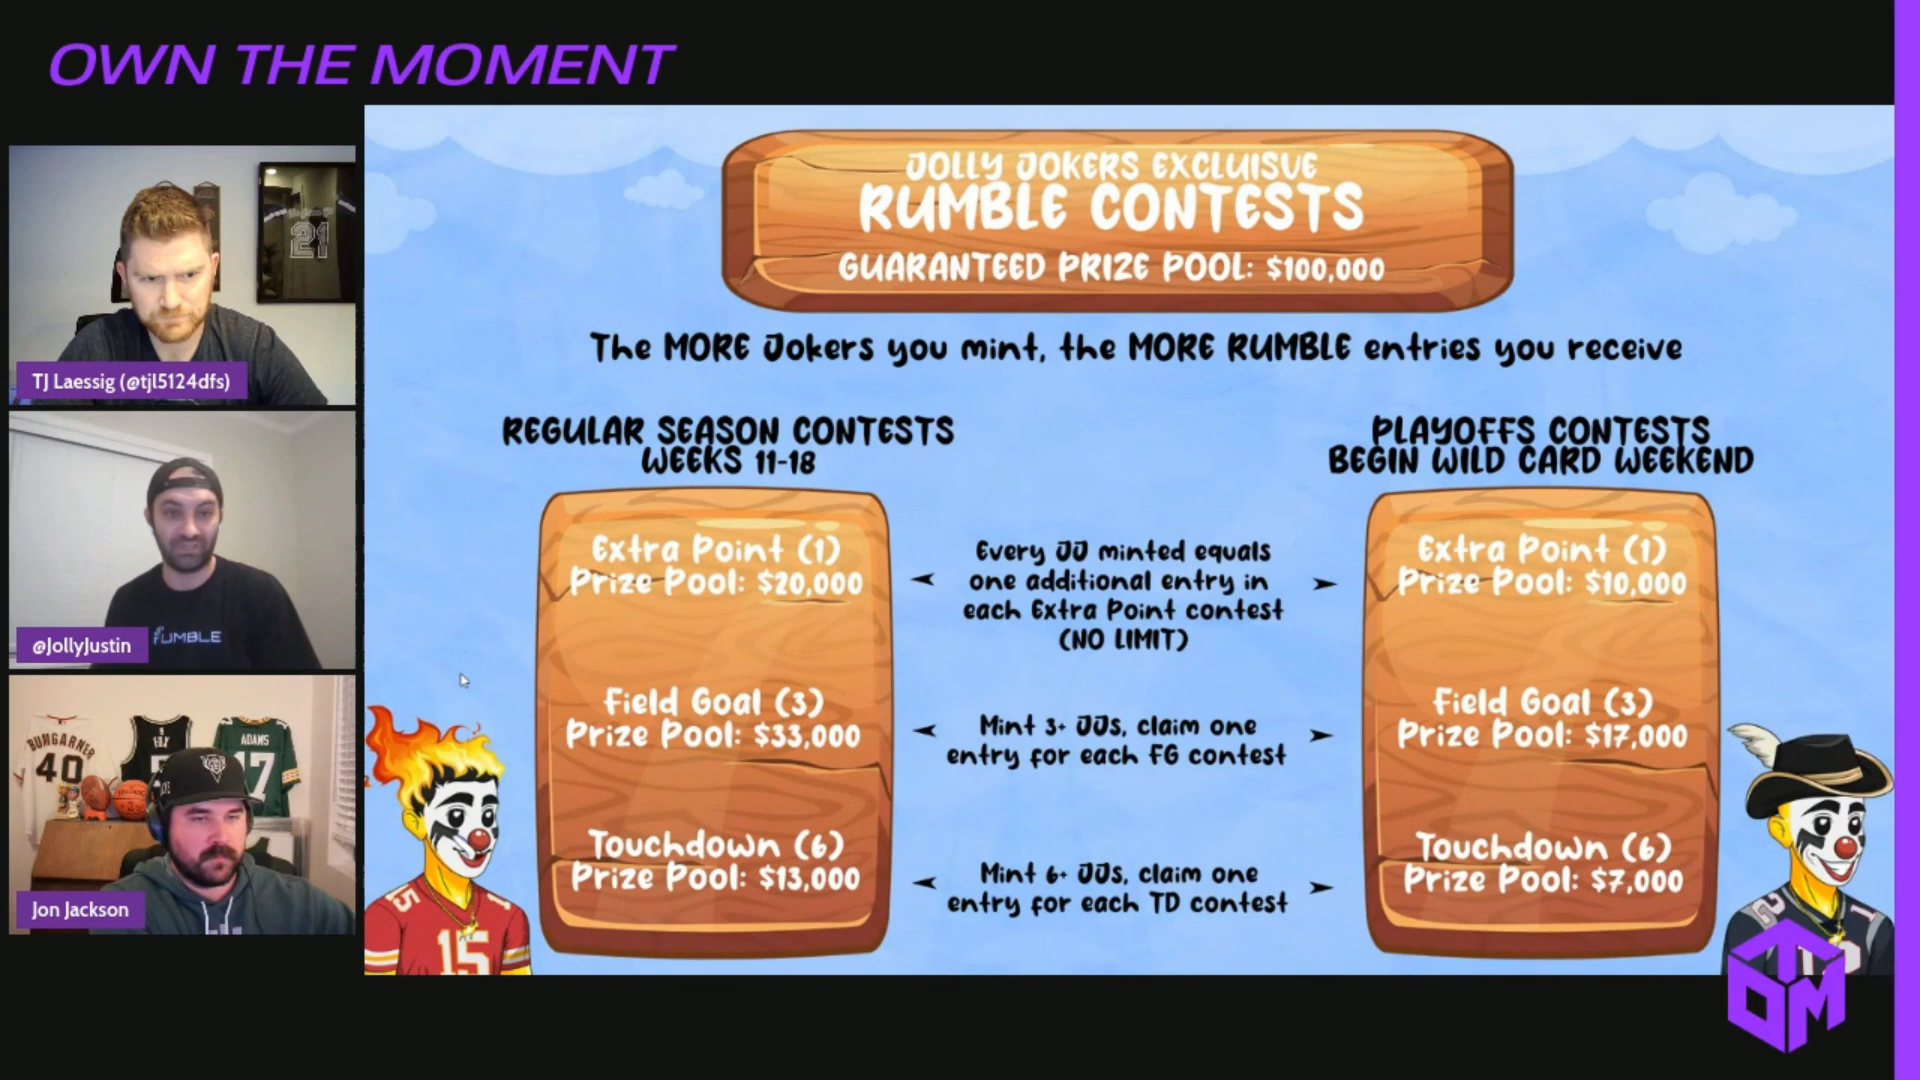 OWN THE MOMENT
21
TJ Laessig (@tjl5124dfs)
FUMBLE
@JollyJustin
BUMGARNER
40
FOX
ADAMS
17
Jon Jackson
JOLLY JOKERS EXCLUISVE
RUMBLE CONTESTS
GUARANTEED PRIZE POOL: $100,000
The MORE Jokers you mint, the MORE RUMBLE entries you receive
REGULAR SEASON CONTESTS
WEEKS 11-18
Extra Point (1)
Prize Pool: $20,000
Field Goal (3)
Prize Pool: $33,000
Touchdown (6)
Prize Pool: $13,000
Every JJ minted equals
one additional entry in
each Extra Point contest
(NO LIMIT)
Mint 3+ JJs, claim one
entry for each FG contest
Mint 6+ JJs, claim one
entry for each TD contest
PLAYOFFS CONTESTS
BEGIN WILD CARD WEEKEND
Extra Point (1)
Prize Pool: $10,000
Field Goal (3)
Prize Pool: $17,000
Touchdown (6)
Prize Pool: $7,000
15
15
OTM